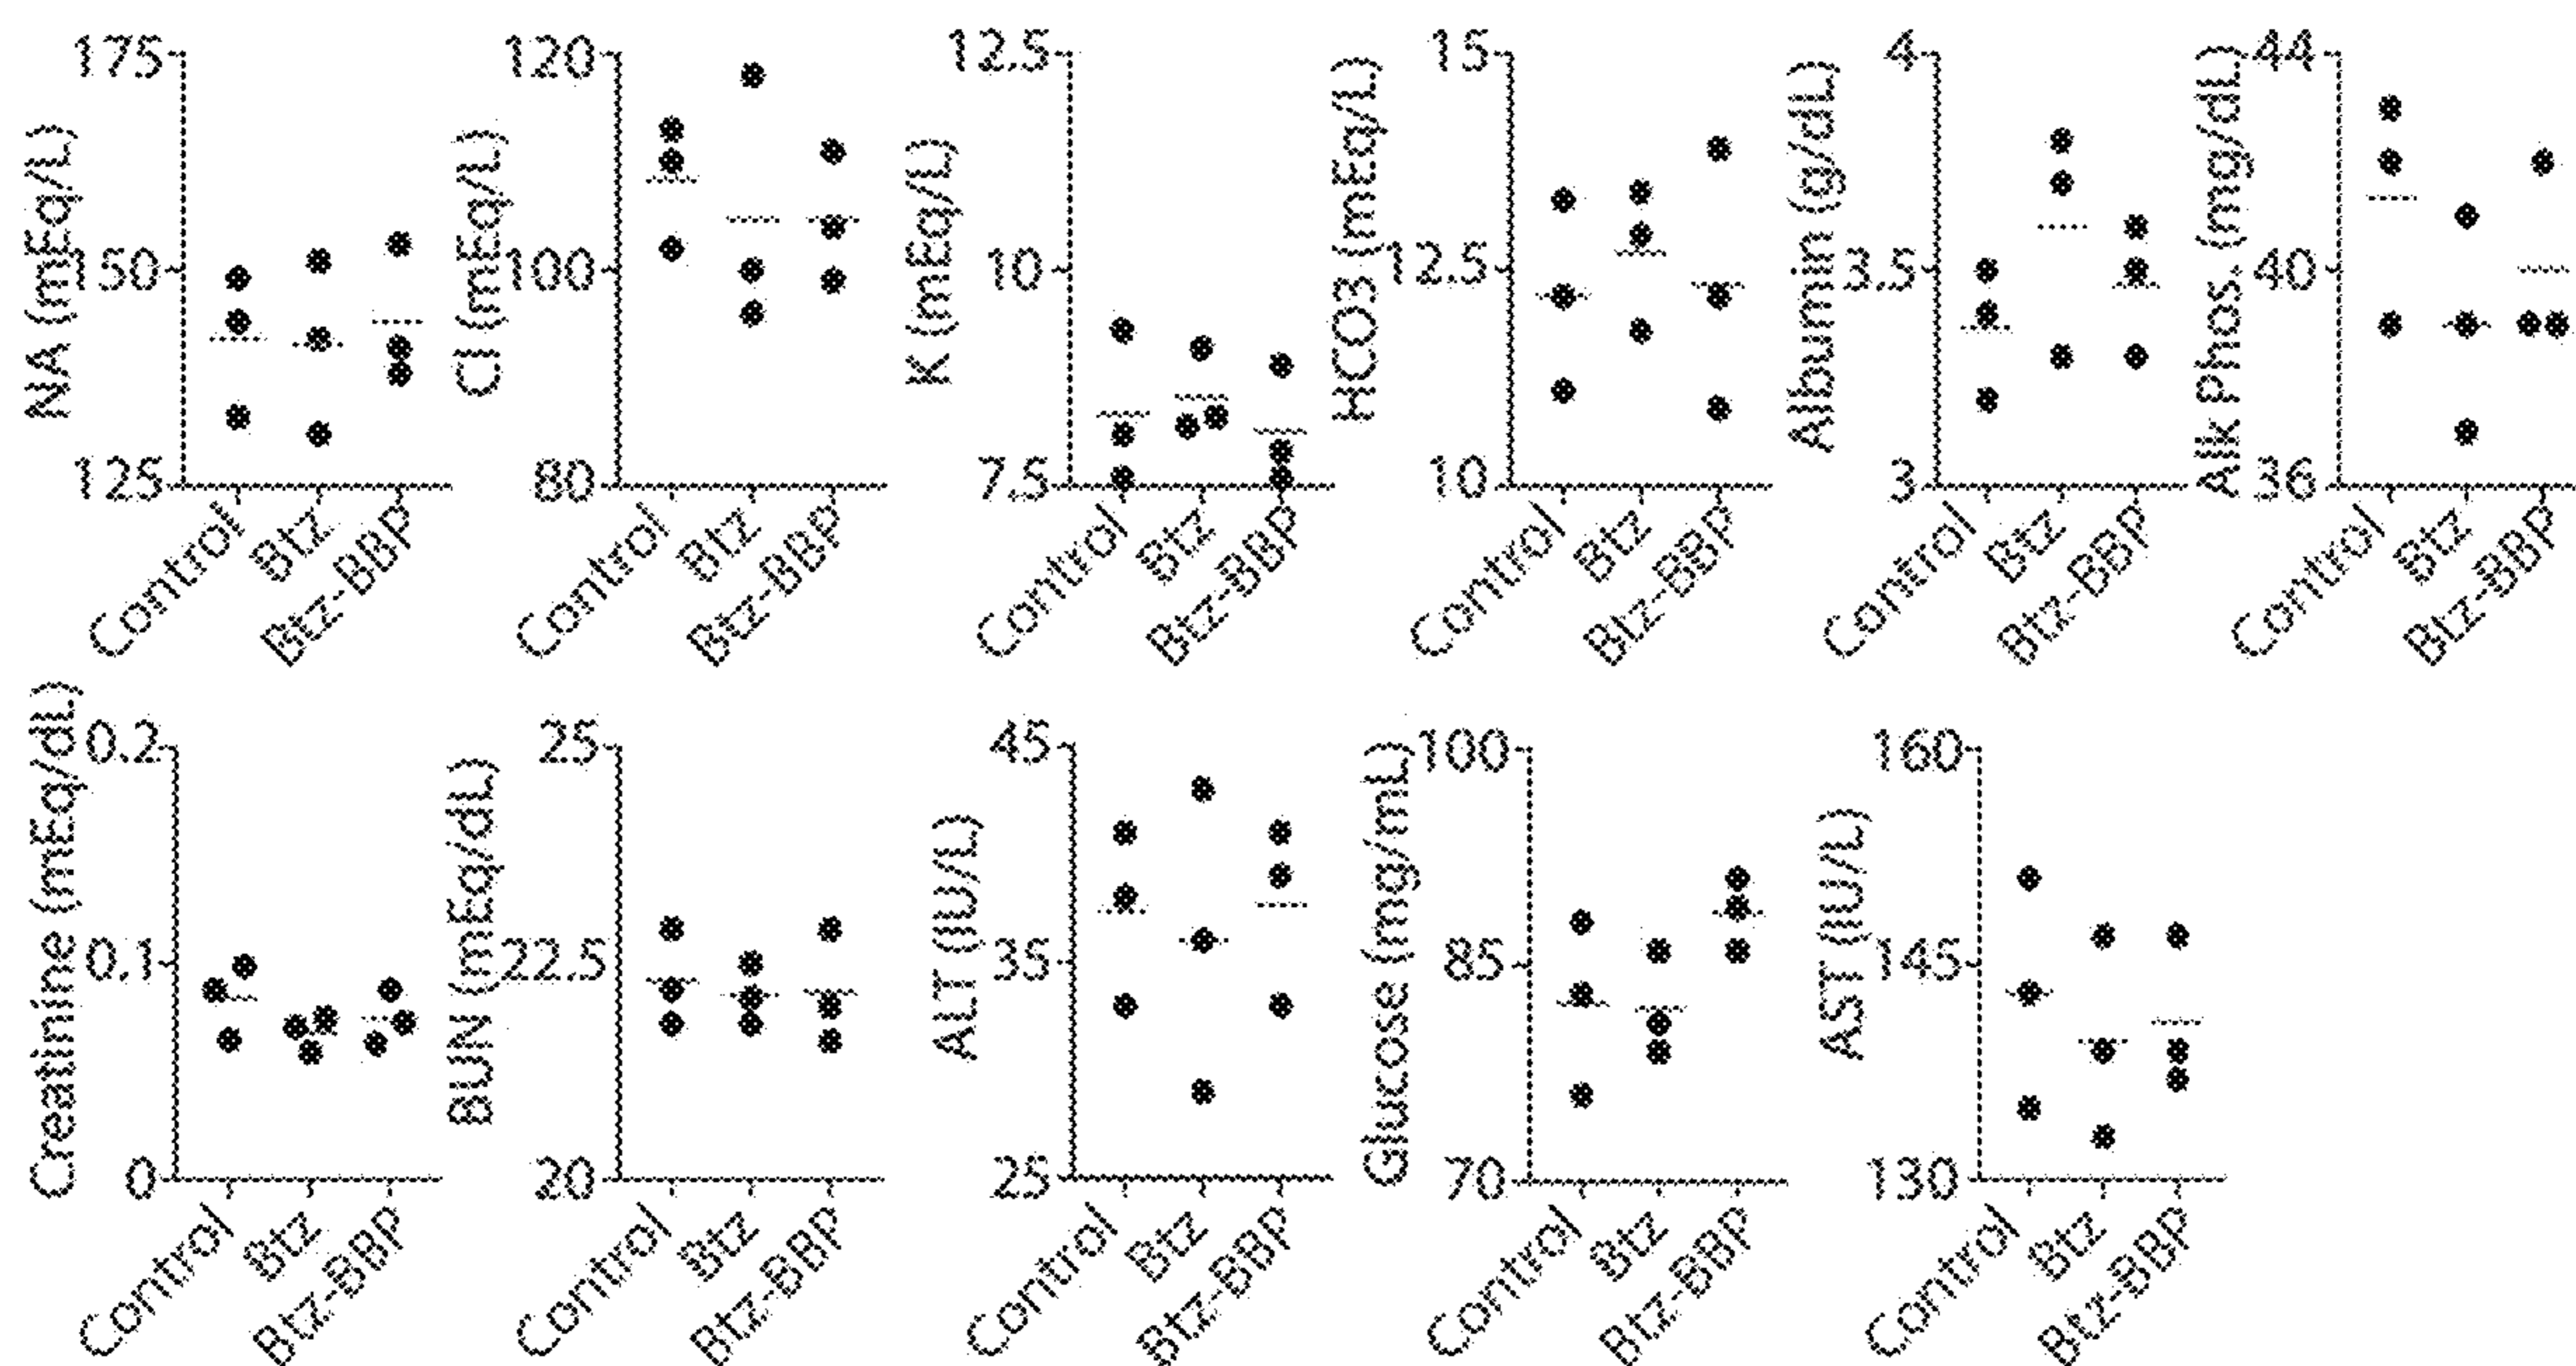 NA (mEq/L)
175
150
125
Control
Btz
Btz-BBP
Cl (mEq/L)
120
100
80
Control
Btz
Btz-BBP
K (mEq/L)
12.5
10
7.5
Control
Btz
Btz-BBP
HCO3 (mEq/L)
15
12.5
10
Control
Btz
Btz-BBP
Albumin (g/dL)
4
3.5
3
Control
Btz
Btz-BBP
Alk Phos. (mg/dL)
44
40
36
Control
Btz
Btz-BBP
Creatinine (mEq/dL)
0.2
0.1
0
Control
Btz
Btz-BBP
BUN (mEq/dL)
25
22.5
20
Control
Btz
Btz-BBP
ALT (IU/L)
45
35
25
Control
Btz
Btz-BBP
Glucose (mg/mL)
100
85
70
Control
Btz
Btz-BBP
AST (IU/L)
160
145
130
Control
Btz
Btz-BBP